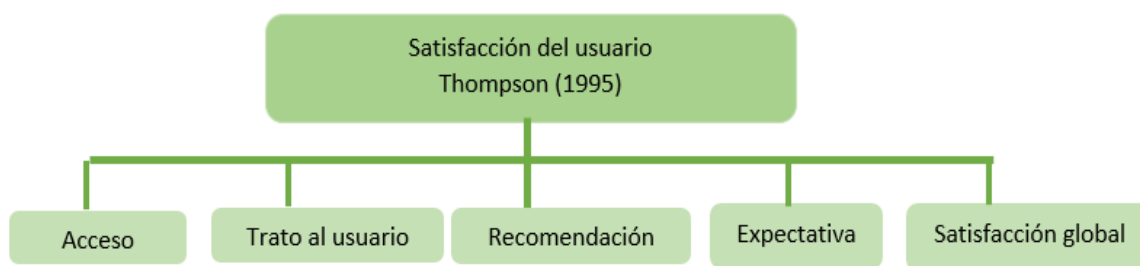 Satisfacción del usuario
Thompson (1995)
Acceso
Trato al usuario
Recomendación
Expectativa
Satisfacción global